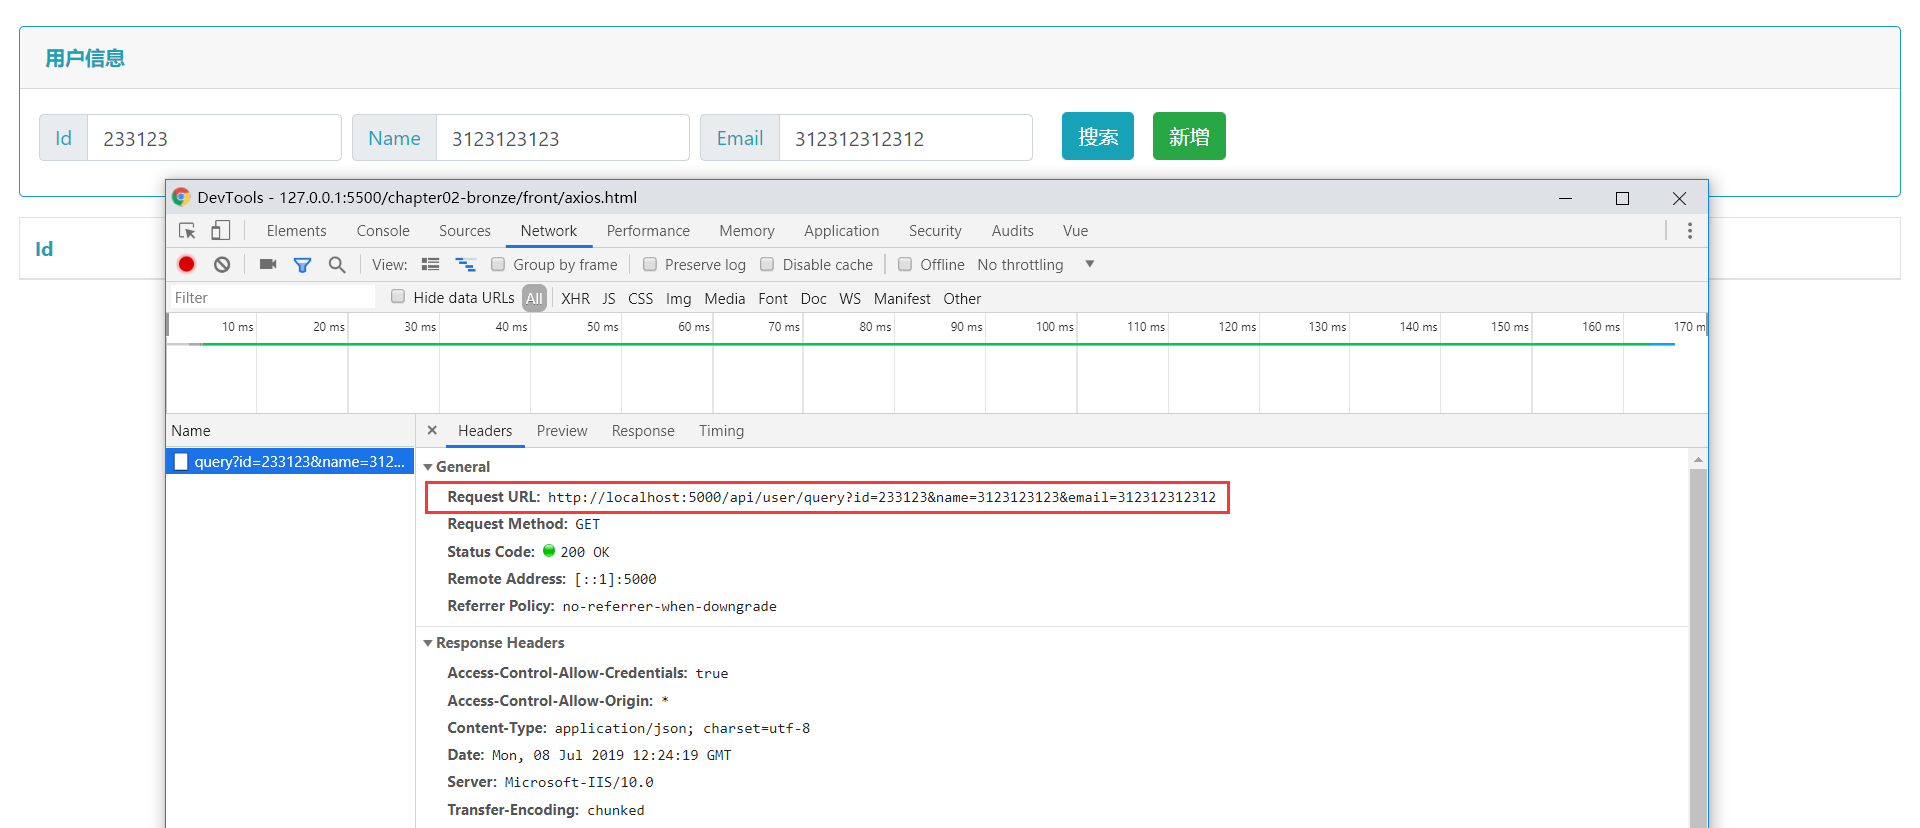 用户信息
Id 233123 Name 3123123123 Email 312312312312 搜索 新增
Id
DevTools - 127.0.0.1:5500/chapter02-bronze/front/axios.html
Elements Console Sources Network Performance Memory Application Security Audits Vue
View: Group by frame Preserve log Disable cache Offline No throttling
Filter Hide data URLs All XHR JS CSS Img Media Font Doc WS Manifest Other
10 ms 20 ms 30 ms 40 ms 50 ms 60 ms 70 ms 80 ms 90 ms 100 ms 110 ms 120 ms 130 ms 140 ms 150 ms 160 ms 170 m
Name
query?id=233123&name=312...
Headers Preview Response Timing
General
Request URL: http://localhost:5000/api/user/query?id=233123&name=3123123123&email=312312312312
Request Method: GET
Status Code: 200 OK
Remote Address: [::1]:5000
Referrer Policy: no-referrer-when-downgrade
Response Headers
Access-Control-Allow-Credentials: true
Access-Control-Allow-Origin: *
Content-Type: application/json; charset=utf-8
Date: Mon, 08 Jul 2019 12:24:19 GMT
Server: Microsoft-IIS/10.0
Transfer-Encoding: chunked